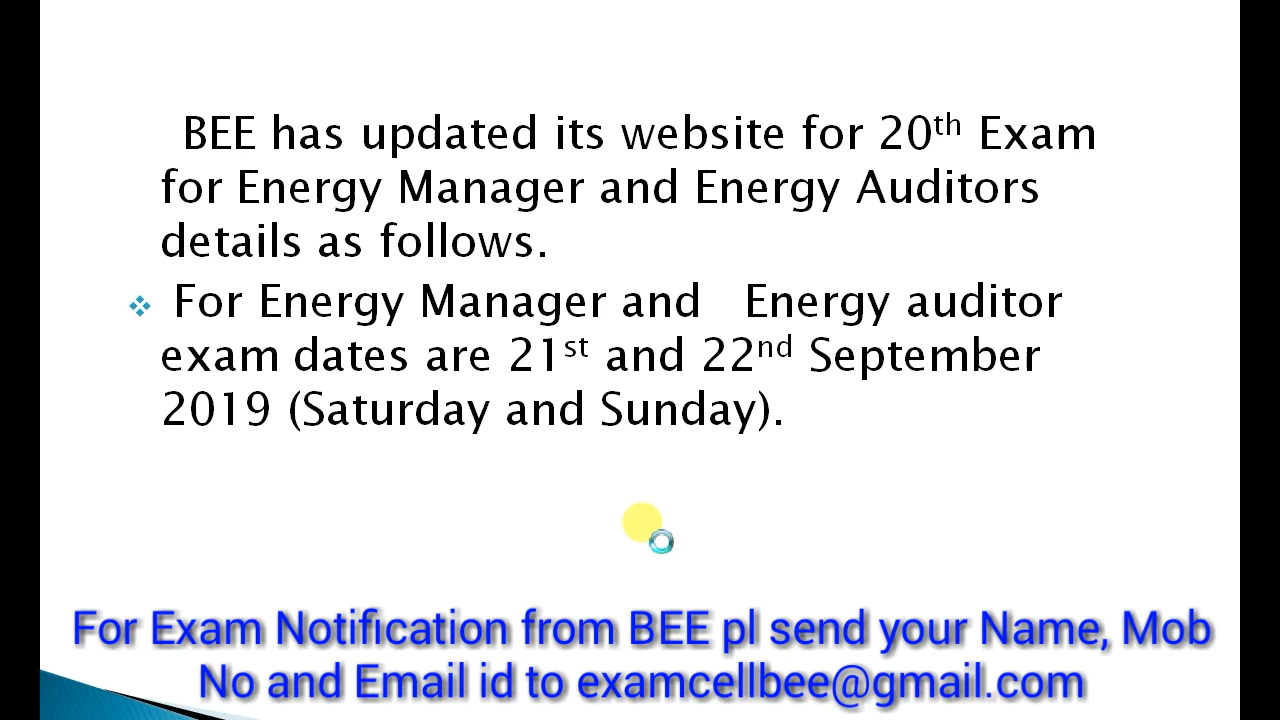 BEE has updated its website for 20th Exam
for Energy Manager and Energy Auditors
details as follows.
❖ For Energy Manager and Energy auditor
exam dates are 21st and 22nd September
2019 (Saturday and Sunday).
For Exam Notification from BEE pl send your Name, Mob
No and Email id to examcellbee@gmail.com